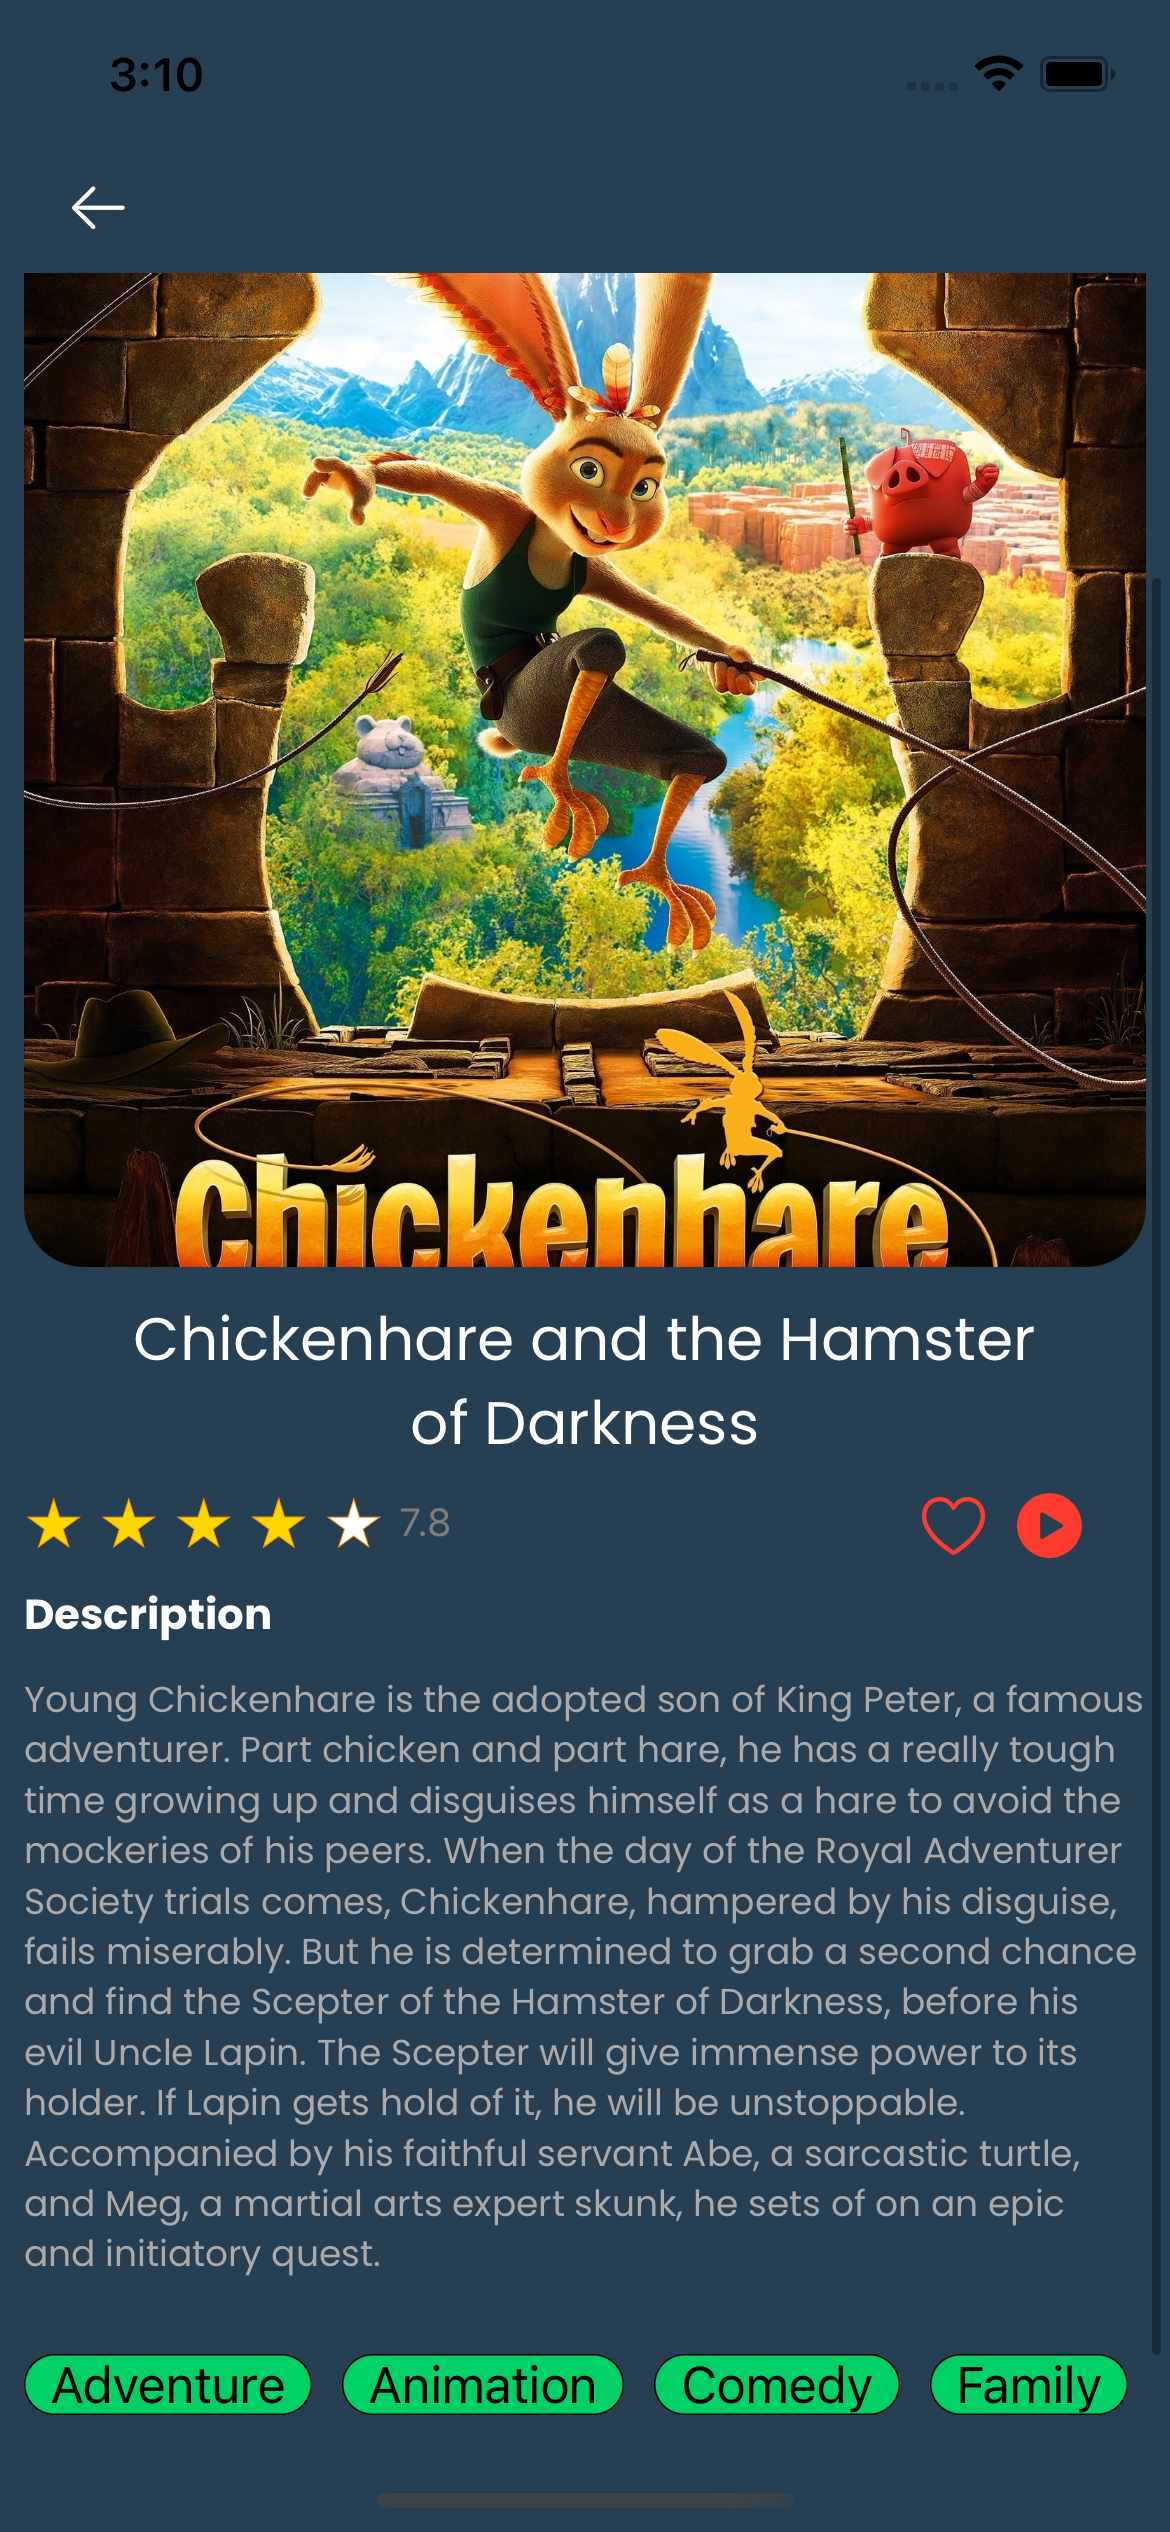 3:10
Chickenhare
Chickenhare and the Hamster
of Darkness
7.8
Description
Young Chickenhare is the adopted son of King Peter, a famous
adventurer. Part chicken and part hare, he has a really tough
time growing up and disguises himself as a hare to avoid the
mockeries of his peers. When the day of the Royal Adventurer
Society trials comes, Chickenhare, hampered by his disguise,
fails miserably. But he is determined to grab a second chance
and find the Scepter of the Hamster of Darkness, before his
evil Uncle Lapin. The Scepter will give immense power to its
holder. If Lapin gets hold of it, he will be unstoppable.
Accompanied by his faithful servant Abe, a sarcastic turtle,
and Meg, a martial arts expert skunk, he sets of on an epic
and initiatory quest.
Adventure Animation Comedy Family